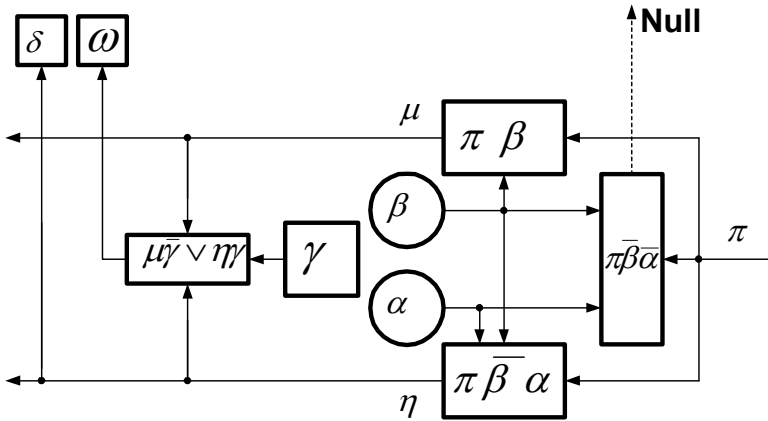 Null
δ ω
μ π β
β π
μγ̅ ∨ ηγ γ πβ̅α̅
α
η π β̅ α